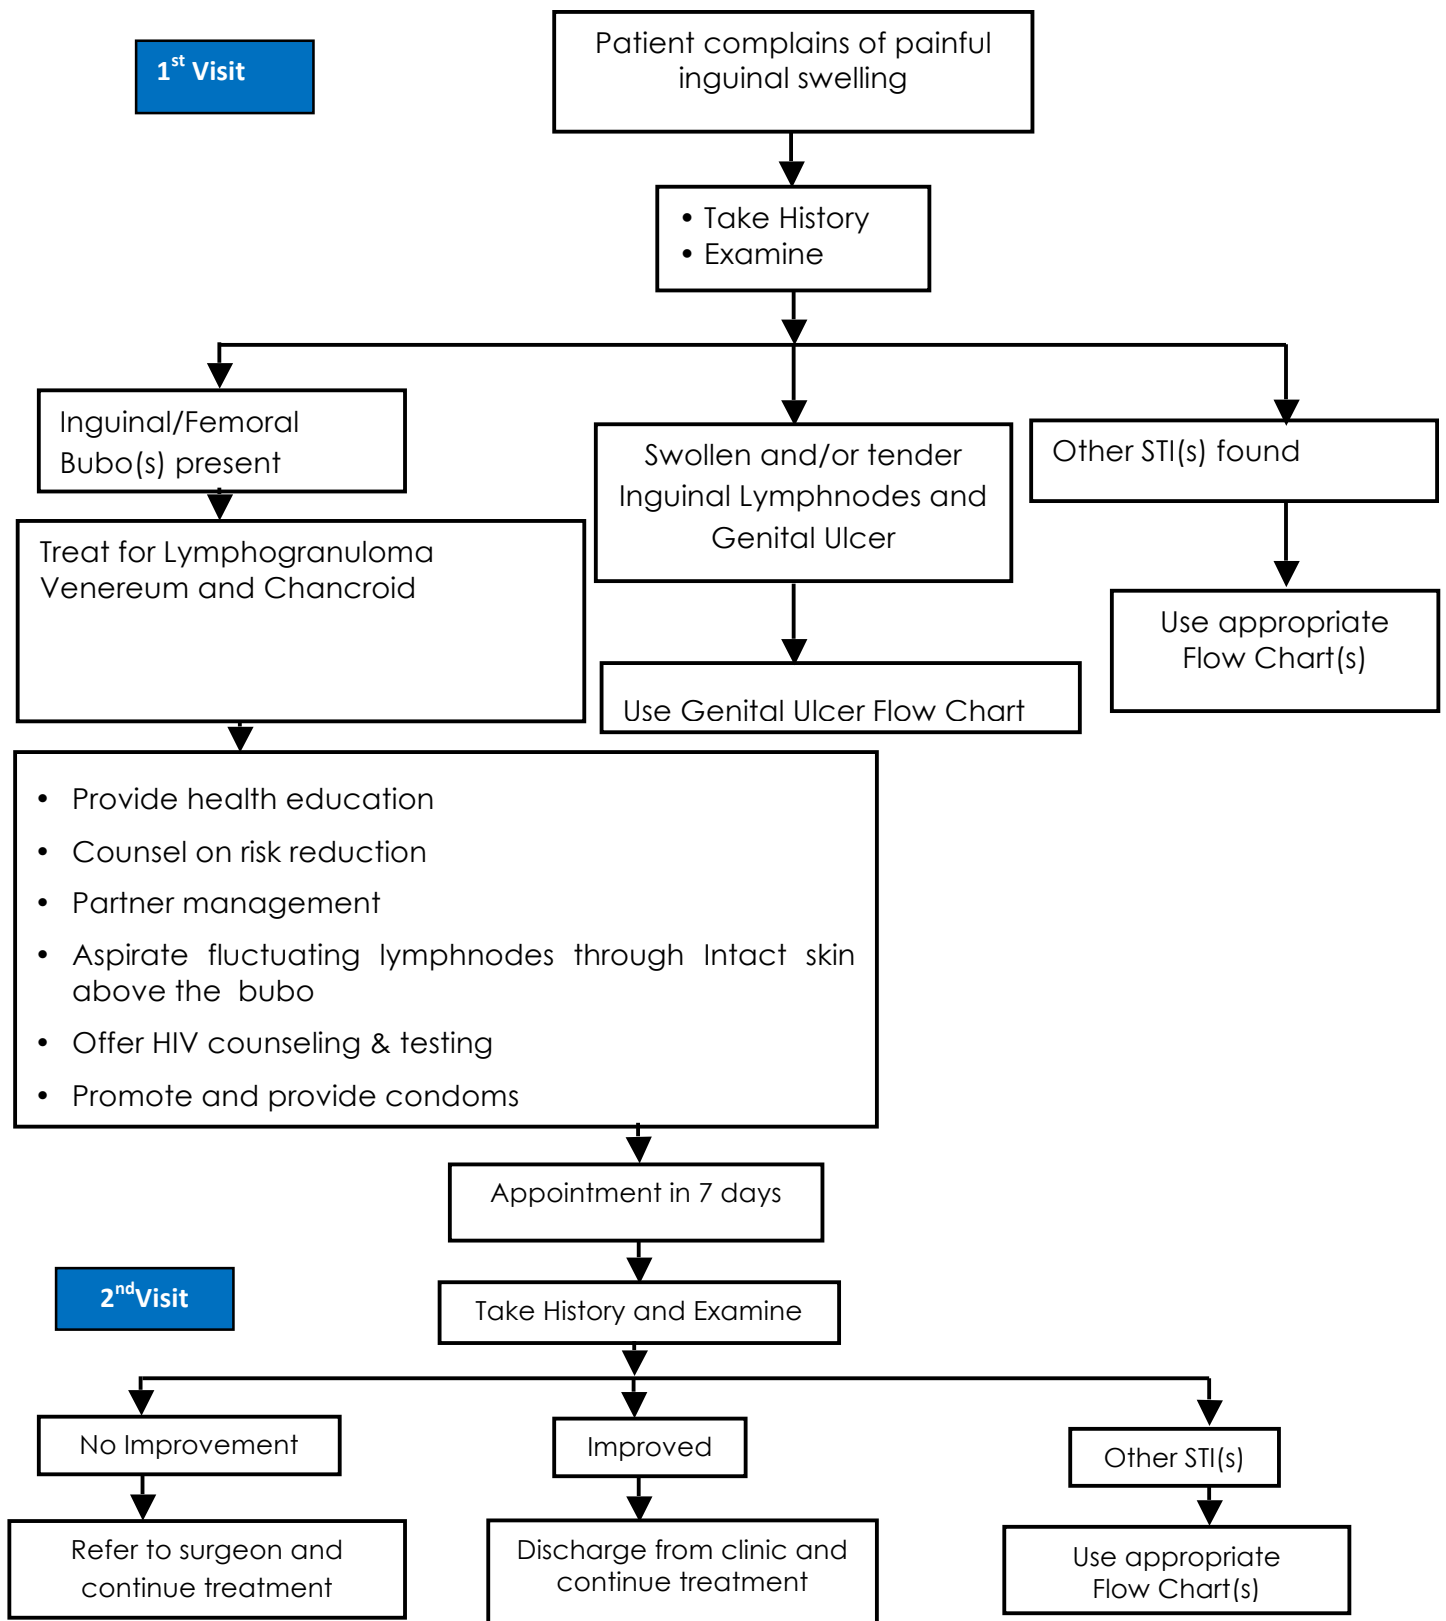 1st Visit
Patient complains of painful
inguinal swelling
• Take History
• Examine
Inguinal/Femoral
Bubo(s) present
Swollen and/or tender
Inguinal Lymphnodes and
Genital Ulcer
Other STI(s) found
Treat for Lymphogranuloma
Venereum and Chancroid
Use Genital Ulcer Flow Chart
Use appropriate
Flow Chart(s)
• Provide health education
• Counsel on risk reduction
• Partner management
• Aspirate fluctuating lymphnodes through Intact skin
above the bubo
• Offer HIV counseling & testing
• Promote and provide condoms
Appointment in 7 days
2ndVisit
Take History and Examine
No Improvement
Improved
Other STI(s)
Refer to surgeon and
continue treatment
Discharge from clinic and
continue treatment
Use appropriate
Flow Chart(s)